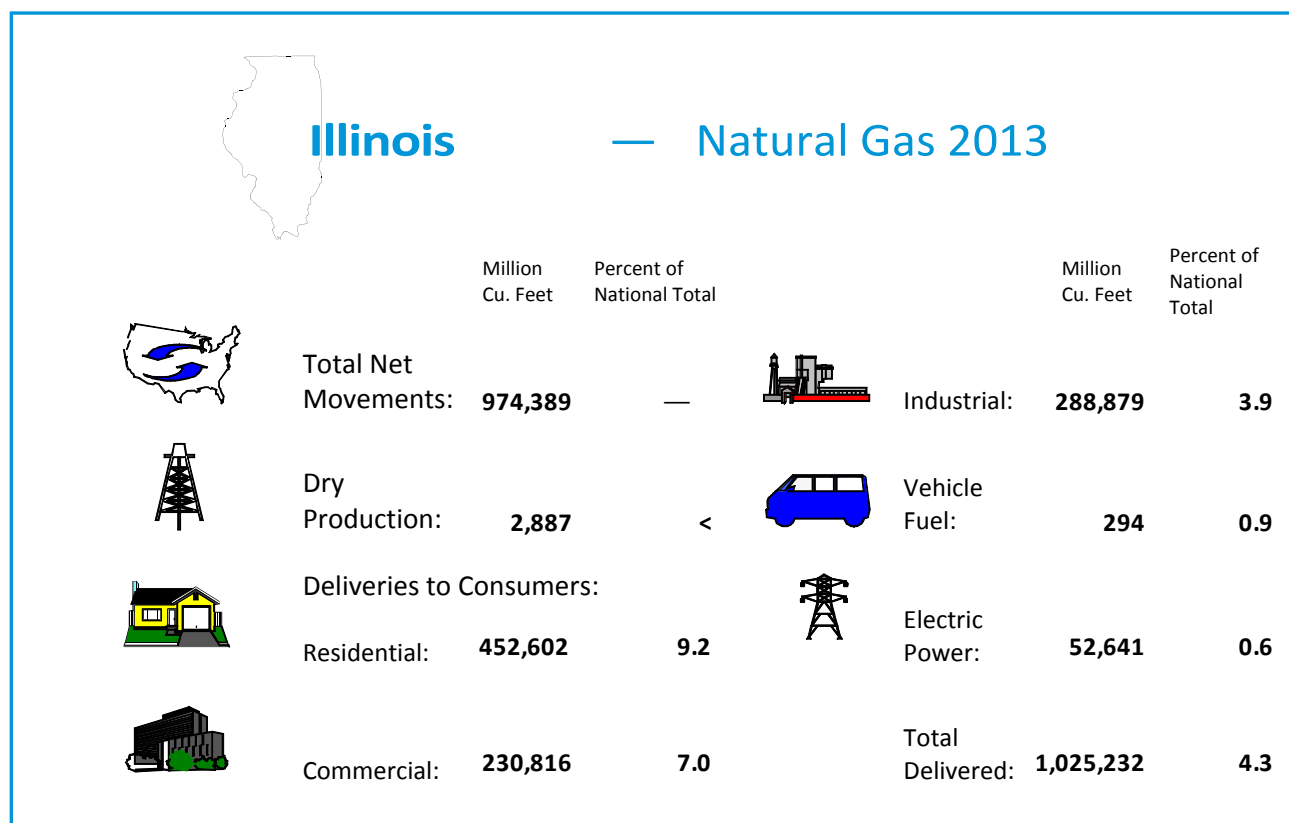 Illinois — Natural Gas 2013
Million
Cu. Feet
Percent of
National Total
Million
Cu. Feet
Percent of
National
Total
Total Net
Movements: 974,389 —
Industrial: 288,879 3.9
Dry
Production: 2,887 <
Vehicle
Fuel: 294 0.9
Deliveries to Consumers:
Residential: 452,602 9.2
Electric
Power: 52,641 0.6
Commercial: 230,816 7.0
Total
Delivered: 1,025,232 4.3